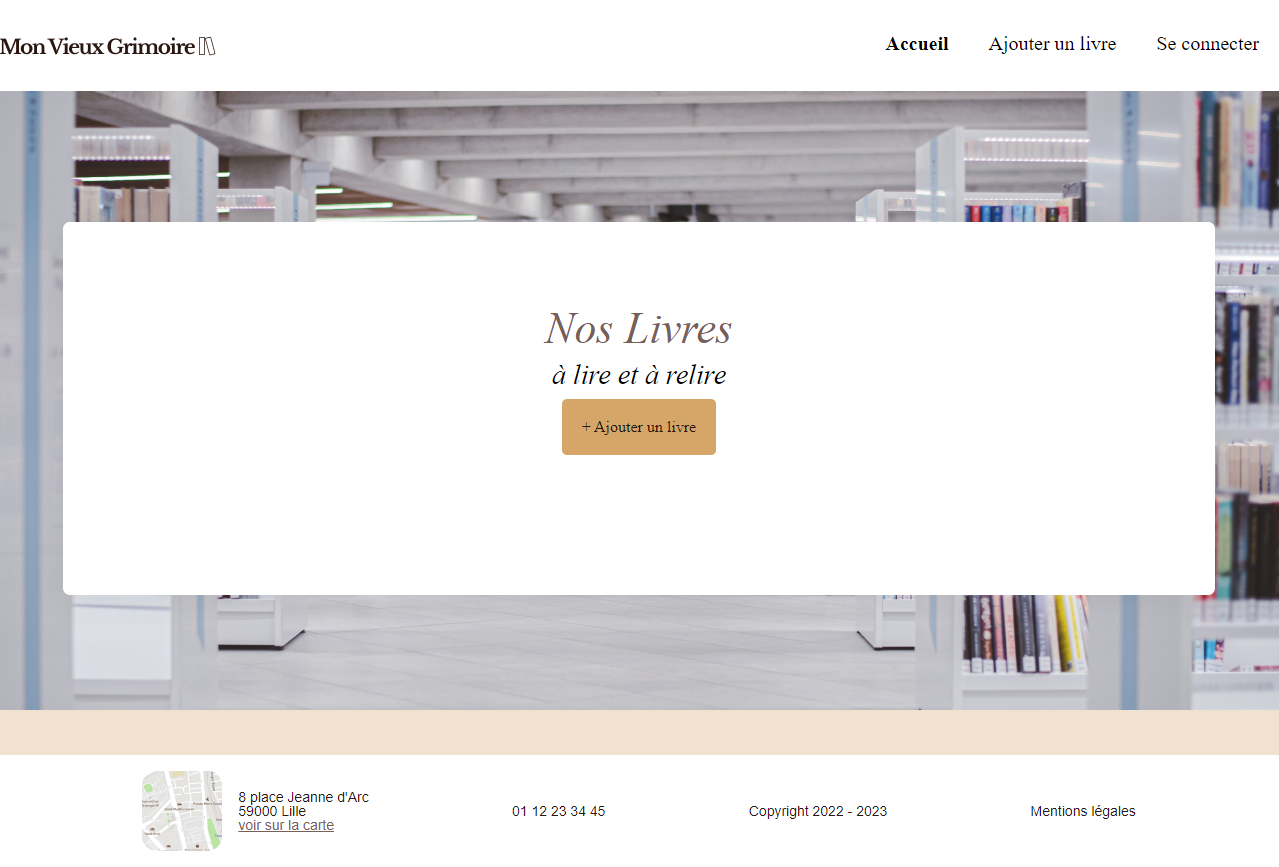 Mon Vieux Grimoire
Accueil
Ajouter un livre
Se connecter
Nos Livres
à lire et à relire
+ Ajouter un livre
8 place Jeanne d'Arc
59000 Lille
voir sur la carte
01 12 23 34 45
Copyright 2022 - 2023
Mentions légales